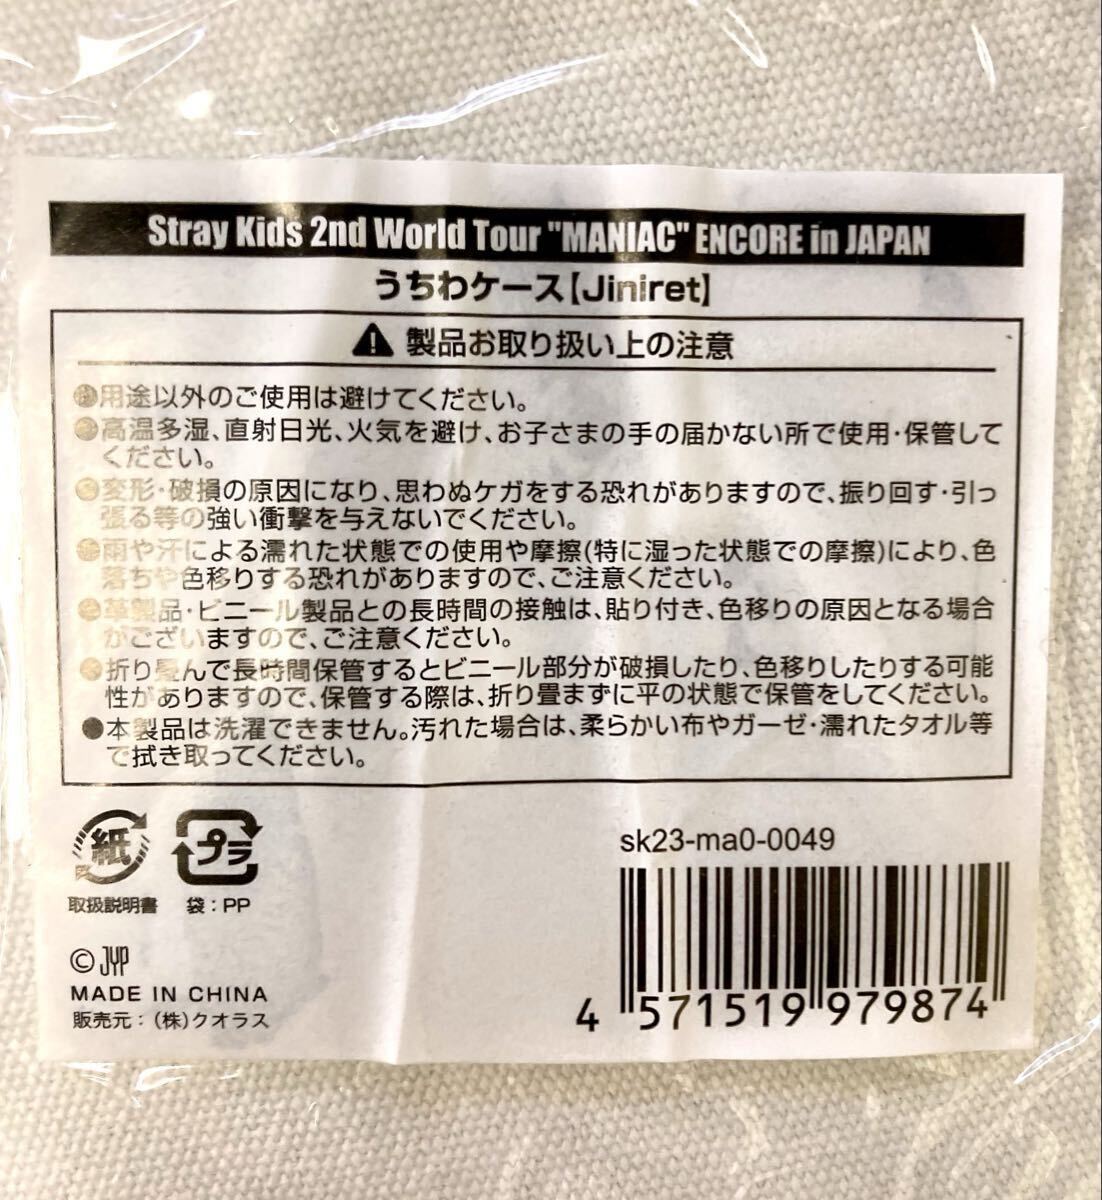 Stray Kids 2nd World Tour "MANIAC" ENCORE in JAPAN
うちわケース【Jiniret】
製品お取り扱い上の注意
●用途以外のご使用は避けてください。
●高温多湿、直射日光、火気を避け、お子さまの手の届かない所で使用・保管して
ください。
●変形・破損の原因になり、思わぬケガをする恐れがありますので、振り回す・引っ
張る等の強い衝撃を与えないでください。
●雨や汗による濡れた状態での使用や摩擦(特に湿った状態での摩擦)により、色
落ちや色移りする恐れがありますので、ご注意ください。
●革製品・ビニール製品との長時間の接触は、貼り付き、色移りの原因となる場合
がございますので、ご注意ください。
●折り畳んで長時間保管するとビニール部分が破損したり、色移りしたりする可能
性がありますので、保管する際は、折り畳まずに平の状態で保管をしてください。
●本製品は洗濯できません。汚れた場合は、柔らかい布やガーゼ・濡れたタオル等
で拭き取ってください。
紙 プラ
取扱説明書 袋：PP
sk23-ma0-0049
© JYP
MADE IN CHINA
販売元：(株)クオラス
4 571519 979874